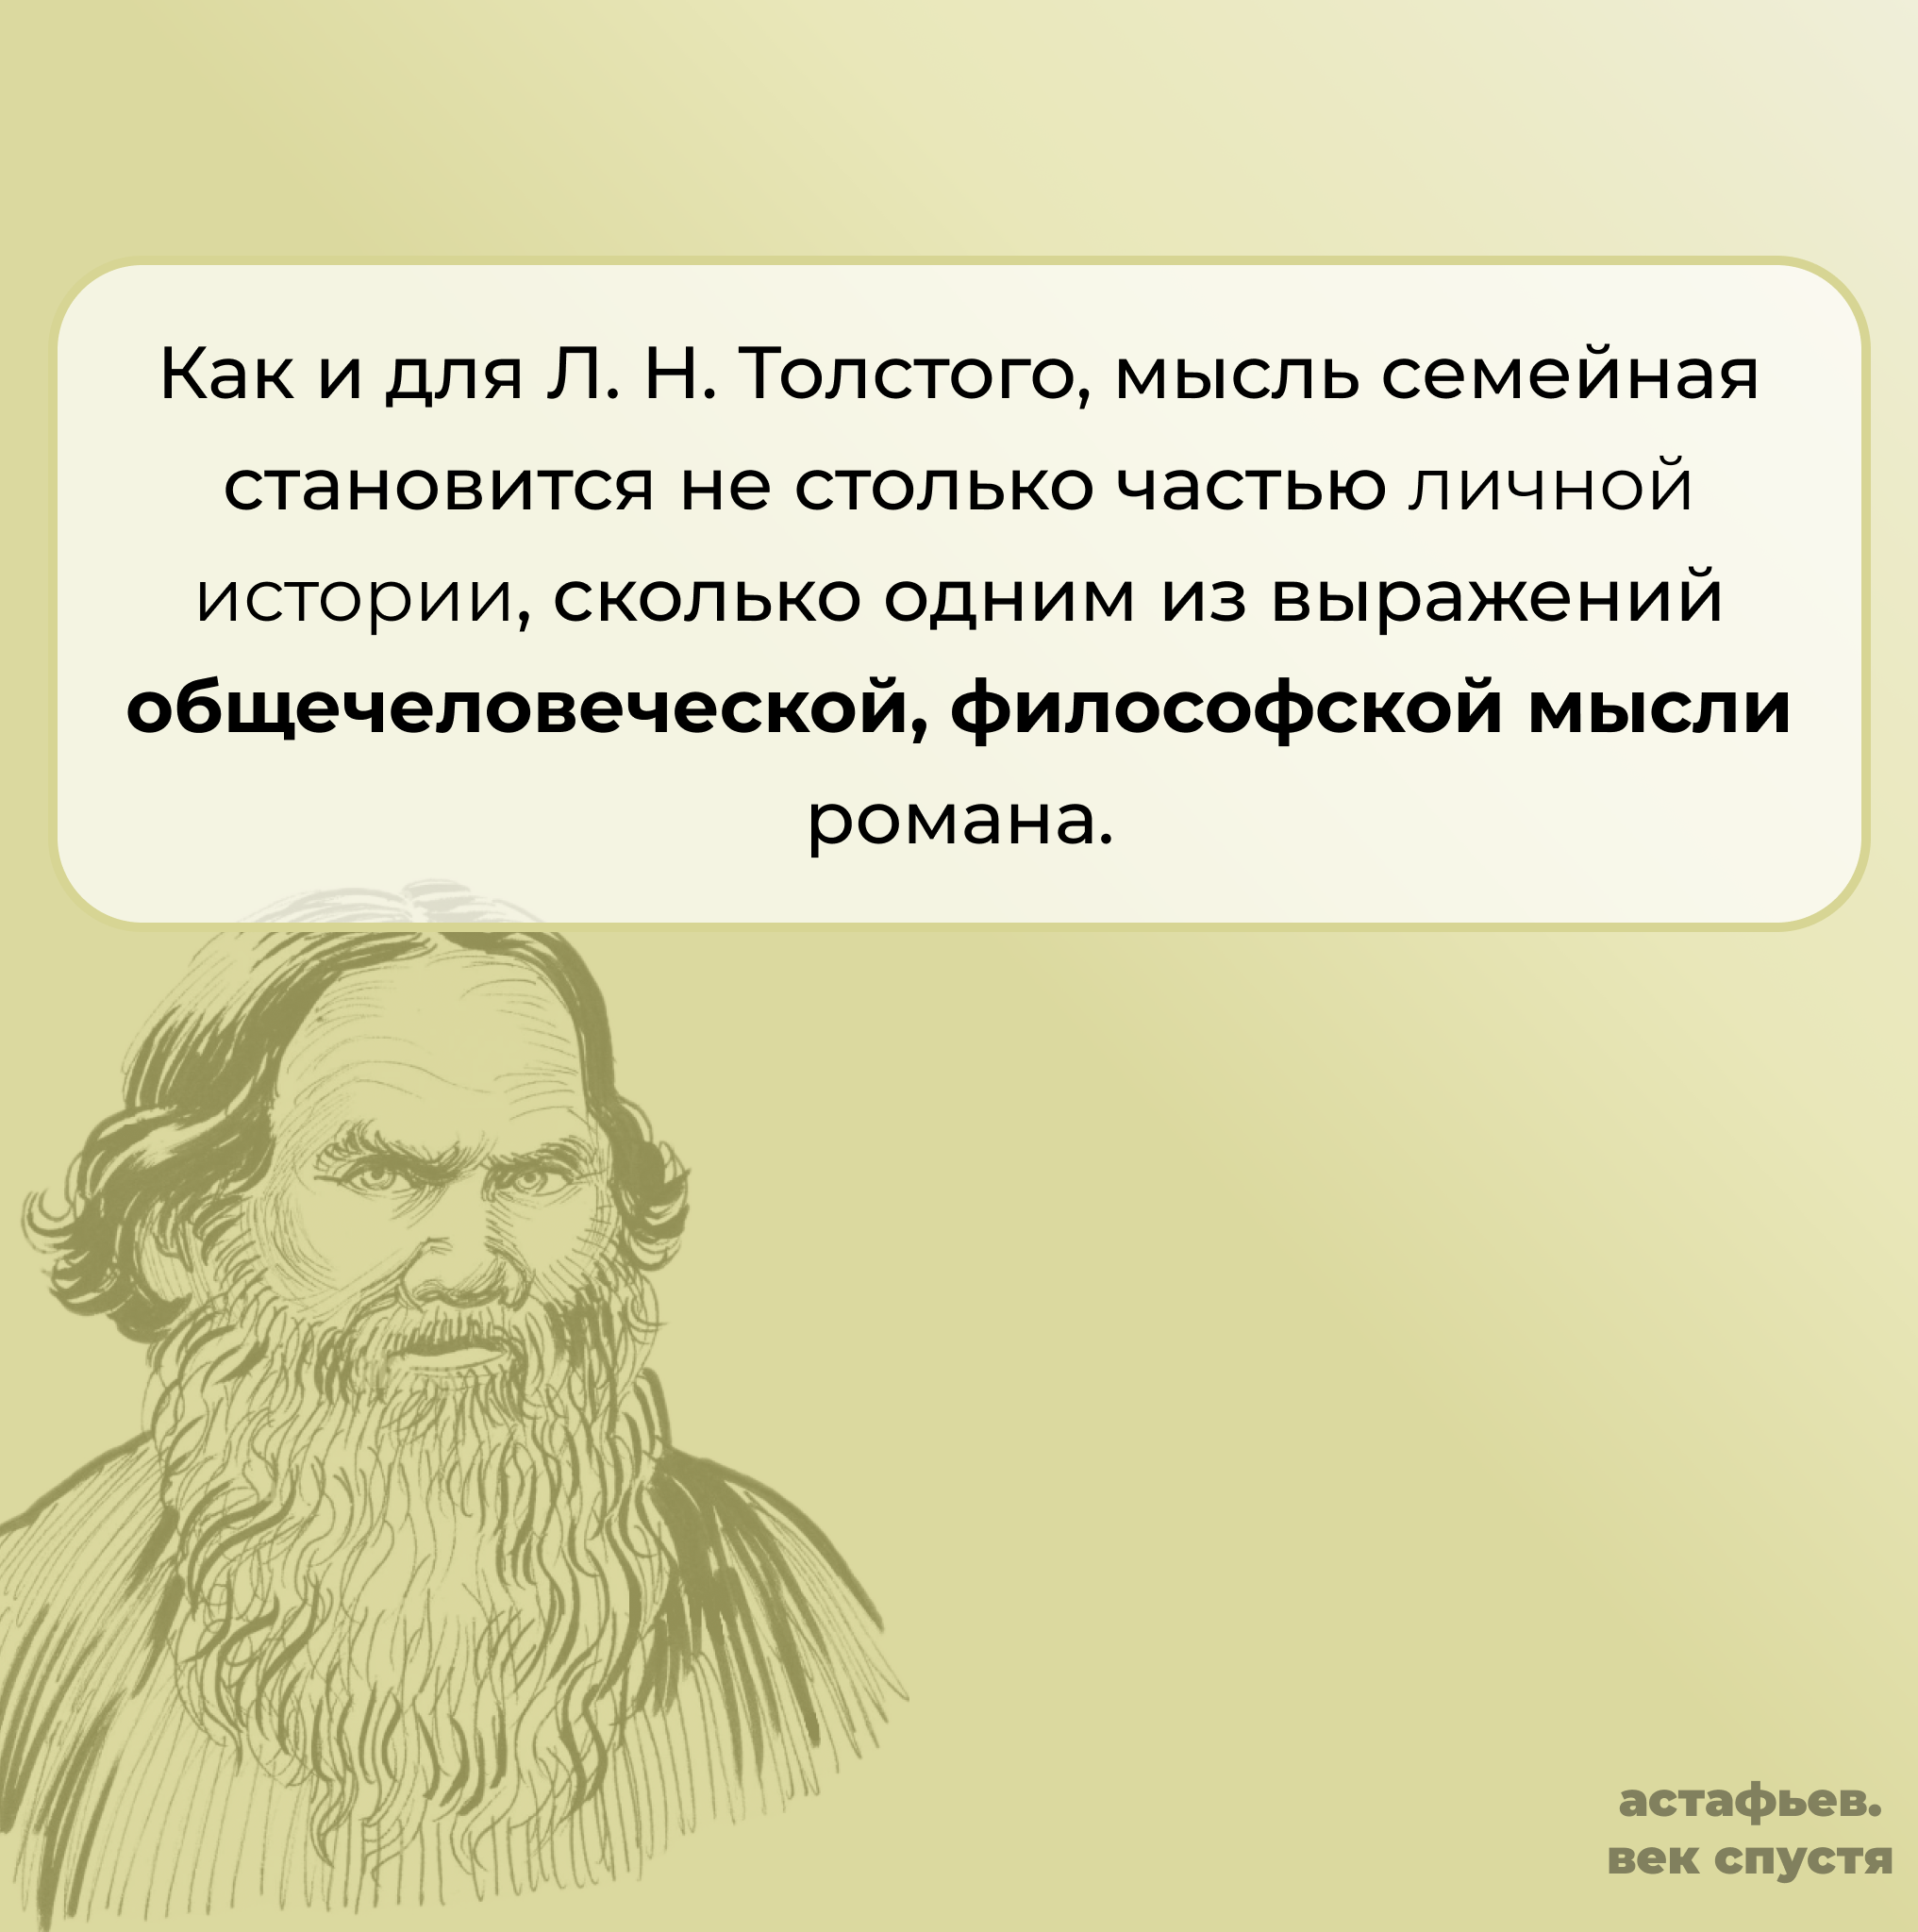 Как и для Л. Н. Толстого, мысль семейная
становится не столько частью личной
истории, сколько одним из выражений
общечеловеческой, философской мысли
романа.
астафьев.
век спустя